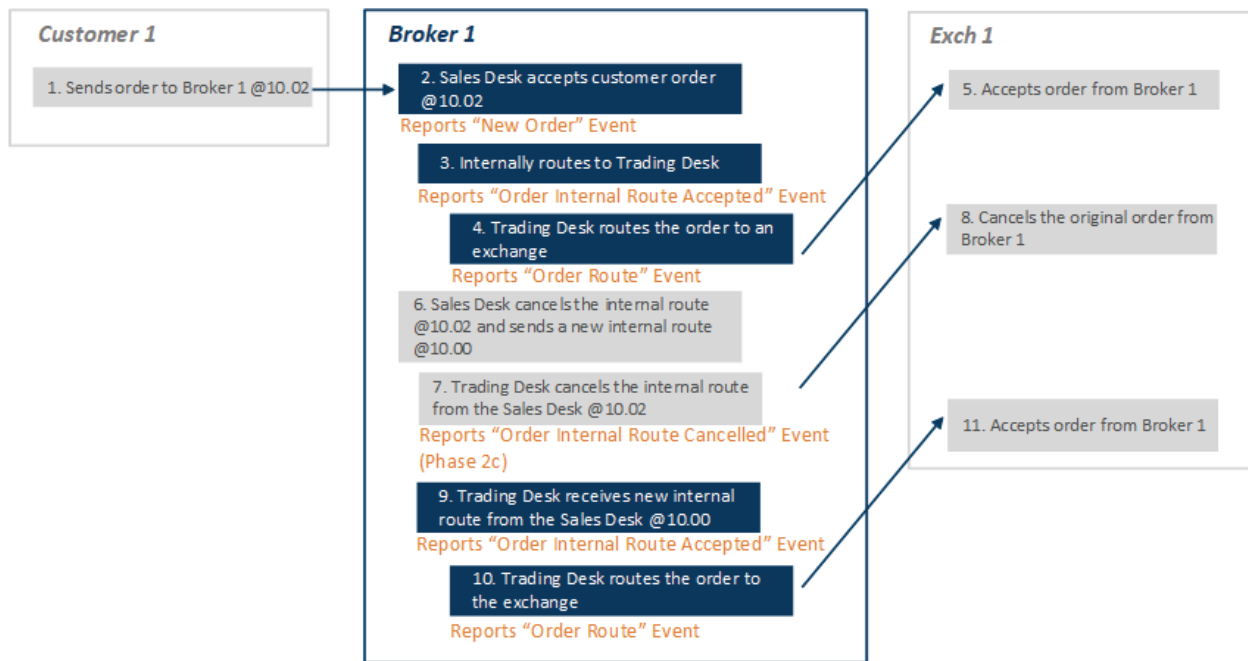 Customer 1
1. Sends order to Broker 1 @10.02
Broker 1
2. Sales Desk accepts customer order
@10.02
Reports “New Order” Event
3. Internally routes to Trading Desk
Reports “Order Internal Route Accepted” Event
4. Trading Desk routes the order to an
exchange
Reports “Order Route” Event
6. Sales Desk cancels the internal route
@10.02 and sends a new internal route
@10.00
7. Trading Desk cancels the internal route
from the Sales Desk @10.02
Reports “Order Internal Route Cancelled” Event
(Phase 2c)
9. Trading Desk receives new internal
route from the Sales Desk @10.00
Reports “Order Internal Route Accepted” Event
10. Trading Desk routes the order to
the exchange
Reports “Order Route” Event
Exch 1
5. Accepts order from Broker 1
8. Cancels the original order from
Broker 1
11. Accepts order from Broker 1